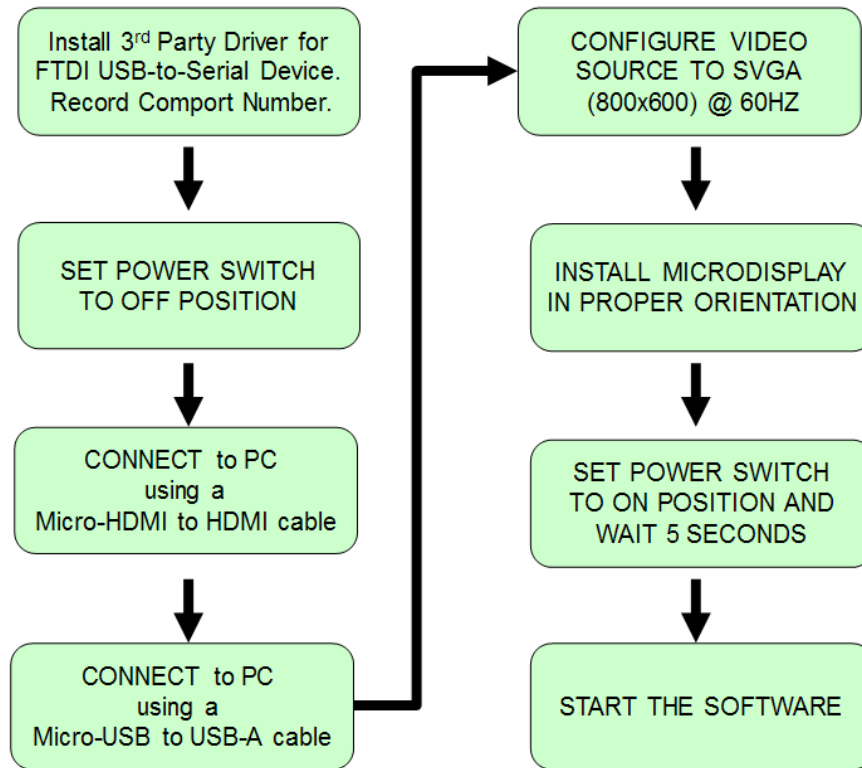 Install 3rd Party Driver for
FTDI USB-to-Serial Device.
Record Comport Number.
SET POWER SWITCH
TO OFF POSITION
CONNECT to PC
using a
Micro-HDMI to HDMI cable
CONNECT to PC
using a
Micro-USB to USB-A cable
CONFIGURE VIDEO
SOURCE TO SVGA
(800x600) @ 60HZ
INSTALL MICRODISPLAY
IN PROPER ORIENTATION
SET POWER SWITCH
TO ON POSITION AND
WAIT 5 SECONDS
START THE SOFTWARE